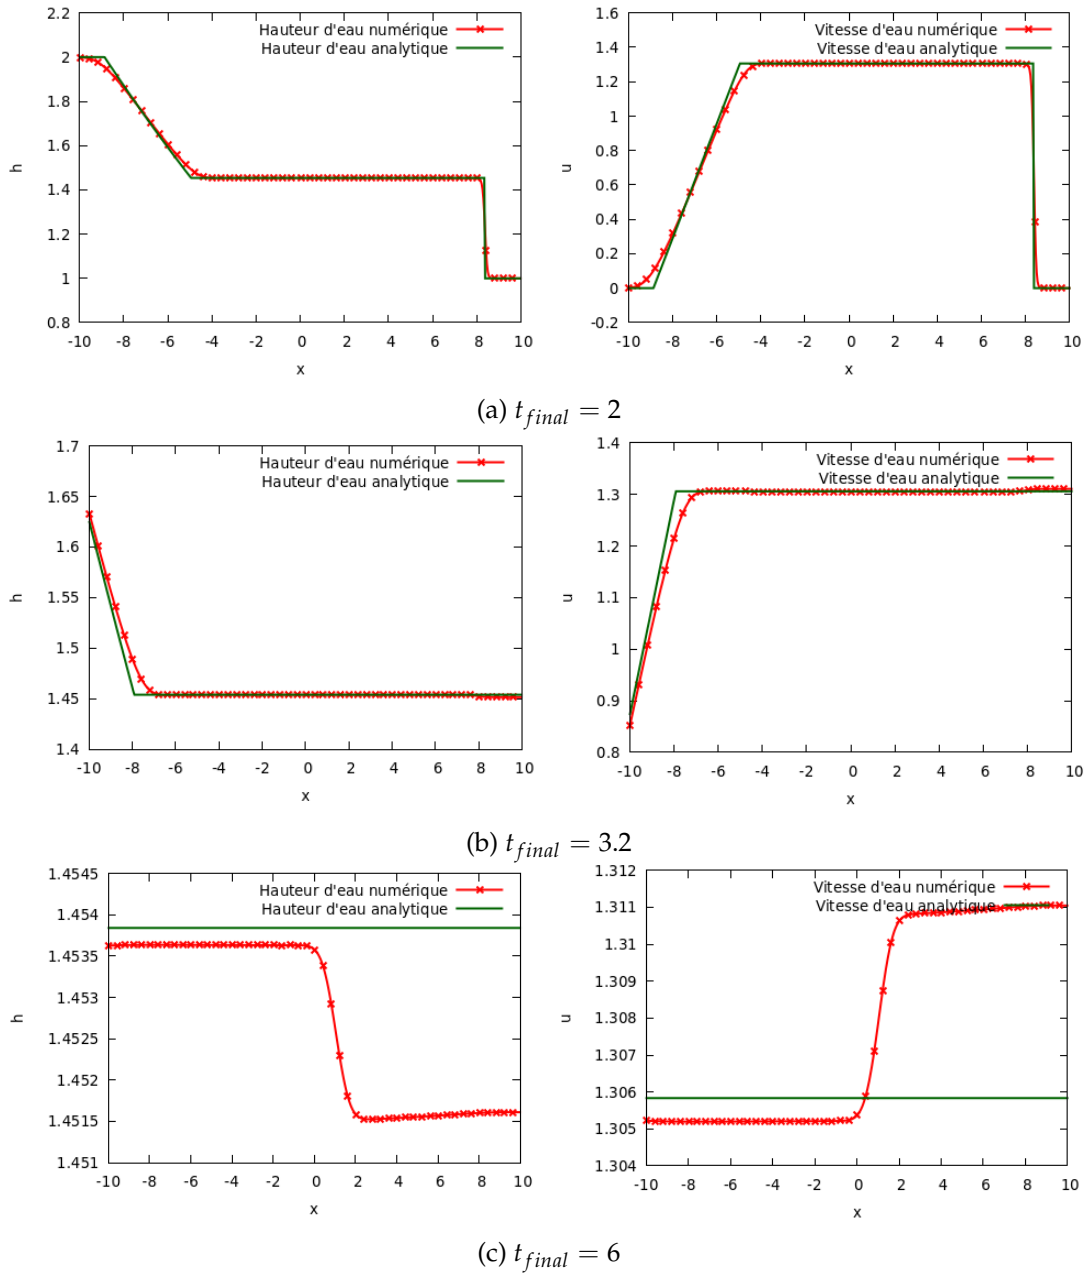 Hauteur d'eau numérique
Hauteur d'eau analytique
2.2
2
1.8
1.6
1.4
1.2
1
0.8
h
-10 -8 -6 -4 -2 0 2 4 6 8 10
x
Vitesse d'eau numérique
Vitesse d'eau analytique
1.6
1.4
1.2
1
0.8
0.6
0.4
0.2
0
-0.2
u
-10 -8 -6 -4 -2 0 2 4 6 8 10
x
(a) t_final = 2
Hauteur d'eau numérique
Hauteur d'eau analytique
1.7
1.65
1.6
1.55
1.5
1.45
1.4
h
-10 -8 -6 -4 -2 0 2 4 6 8 10
x
Vitesse d'eau numérique
Vitesse d'eau analytique
1.4
1.3
1.2
1.1
1
0.9
0.8
u
-10 -8 -6 -4 -2 0 2 4 6 8 10
x
(b) t_final = 3.2
Hauteur d'eau numérique
Hauteur d'eau analytique
1.4545
1.454
1.4535
1.453
1.4525
1.452
1.4515
1.451
h
-10 -8 -6 -4 -2 0 2 4 6 8 10
x
Vitesse d'eau numérique
Vitesse d'eau analytique
1.312
1.311
1.31
1.309
1.308
1.307
1.306
1.305
1.304
u
-10 -8 -6 -4 -2 0 2 4 6 8 10
x
(c) t_final = 6